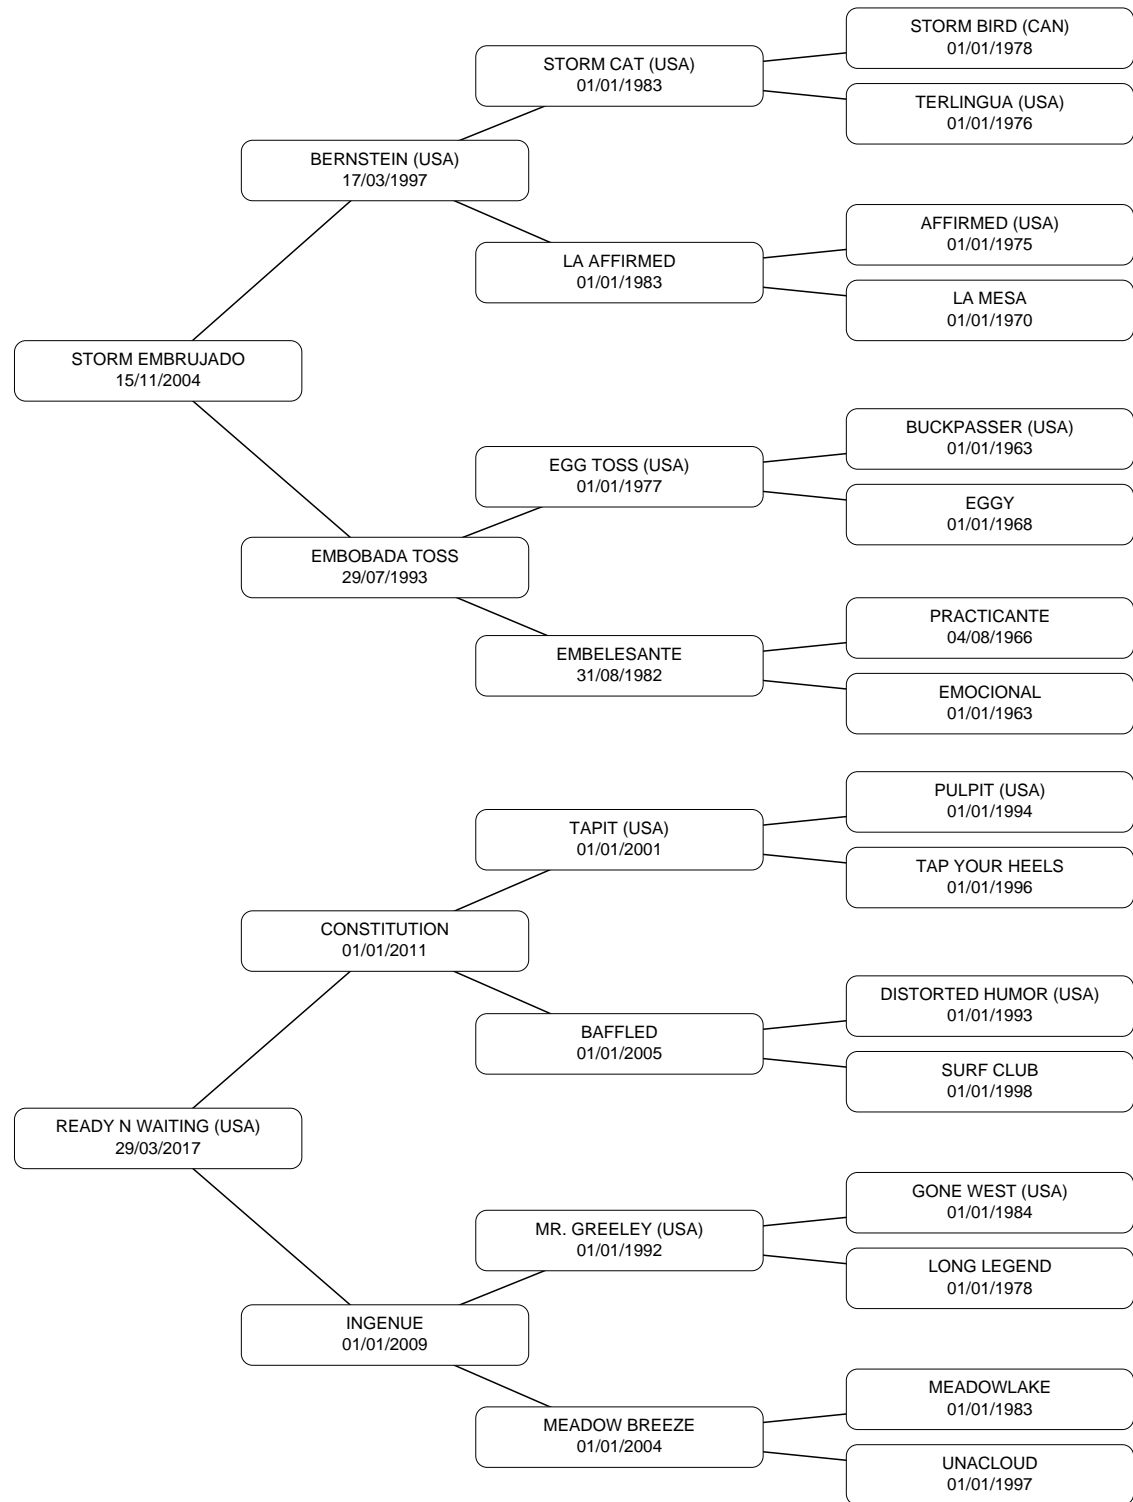 STORM BIRD (CAN)
01/01/1978
STORM CAT (USA)
01/01/1983
TERLINGUA (USA)
01/01/1976
BERNSTEIN (USA)
17/03/1997
AFFIRMED (USA)
01/01/1975
LA AFFIRMED
01/01/1983
LA MESA
01/01/1970
STORM EMBRUJADO
15/11/2004
BUCKPASSER (USA)
01/01/1963
EGG TOSS (USA)
01/01/1977
EGGY
01/01/1968
EMBOBADA TOSS
29/07/1993
PRACTICANTE
04/08/1966
EMBELESANTE
31/08/1982
EMOCIONAL
01/01/1963
PULPIT (USA)
01/01/1994
TAPIT (USA)
01/01/2001
TAP YOUR HEELS
01/01/1996
CONSTITUTION
01/01/2011
DISTORTED HUMOR (USA)
01/01/1993
BAFFLED
01/01/2005
SURF CLUB
01/01/1998
READY N WAITING (USA)
29/03/2017
GONE WEST (USA)
01/01/1984
MR. GREELEY (USA)
01/01/1992
LONG LEGEND
01/01/1978
INGENUE
01/01/2009
MEADOWLAKE
01/01/1983
MEADOW BREEZE
01/01/2004
UNACLOUD
01/01/1997